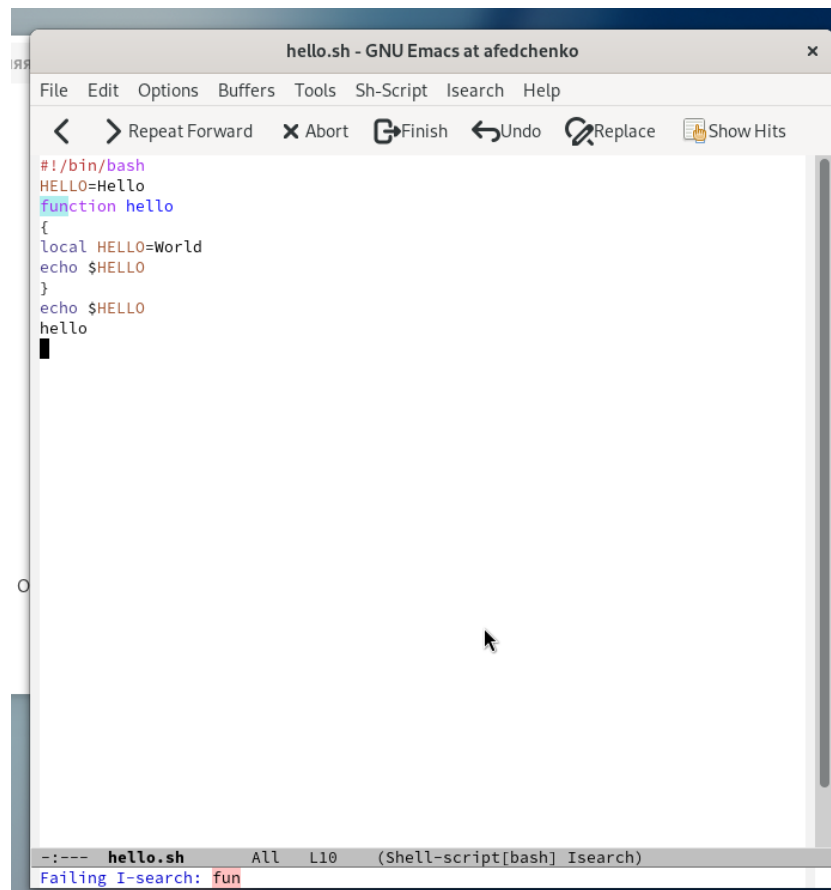 hello.sh - GNU Emacs at afedchenko
яя
File Edit Options Buffers Tools Sh-Script Isearch Help
Repeat Forward Abort Finish Undo Replace Show Hits
#!/bin/bash
HELLO=Hello
function hello
{
local HELLO=World
echo $HELLO
}
echo $HELLO
hello
О
-:--- hello.sh All L10 (Shell-script[bash] Isearch)
Failing I-search: fun